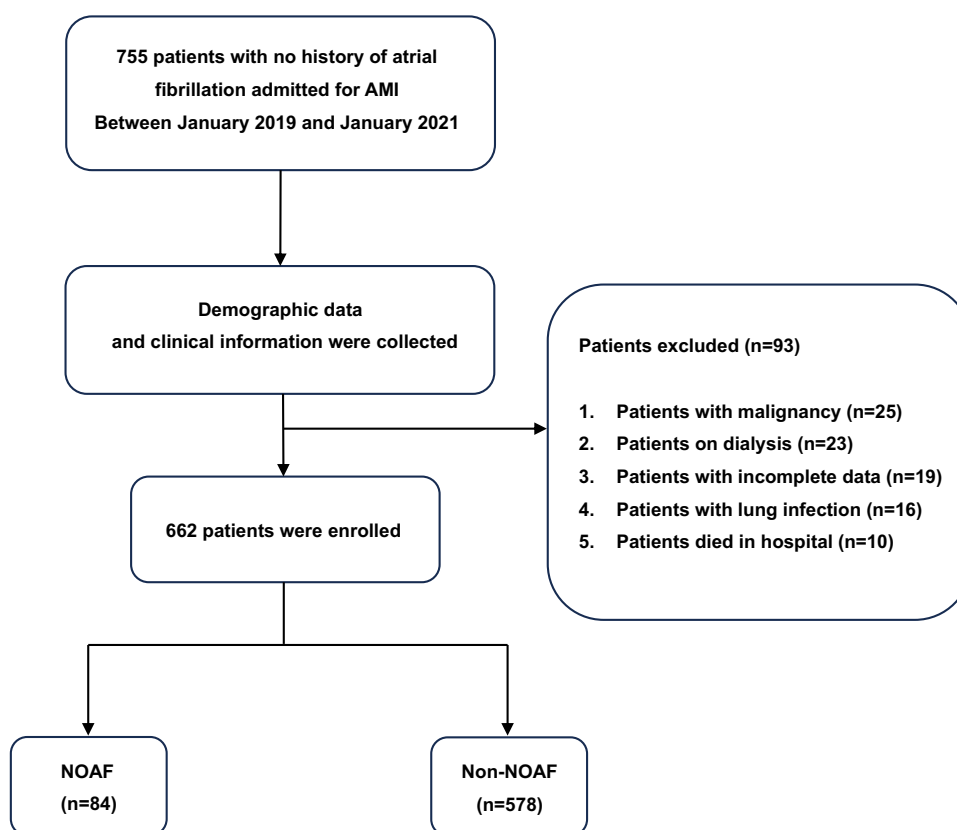 755 patients with no history of atrial
fibrillation admitted for AMI
Between January 2019 and January 2021
Demographic data
and clinical information were collected
Patients excluded (n=93)
1. Patients with malignancy (n=25)
2. Patients on dialysis (n=23)
3. Patients with incomplete data (n=19)
4. Patients with lung infection (n=16)
5. Patients died in hospital (n=10)
662 patients were enrolled
NOAF
(n=84)
Non-NOAF
(n=578)